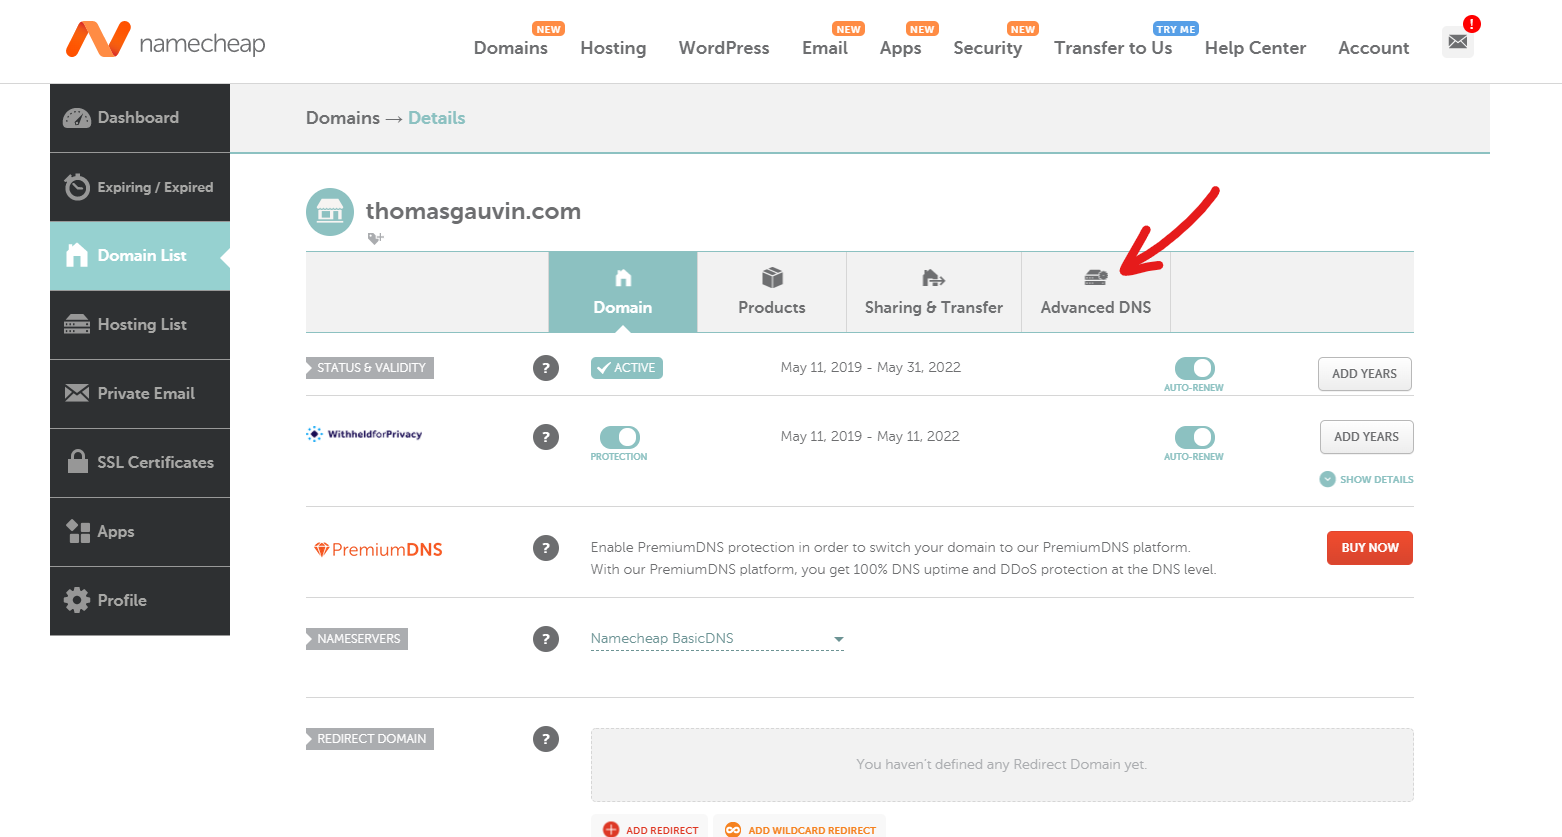 namecheap
NEW NEW NEW NEW TRY ME !
Domains Hosting WordPress Email Apps Security Transfer to Us Help Center Account
Dashboard
Expiring / Expired
Domain List
Hosting List
Private Email
SSL Certificates
Apps
Profile
Domains → Details
thomasgauvin.com
Domain Products Sharing & Transfer Advanced DNS
STATUS & VALIDITY ? ACTIVE May 11, 2019 - May 31, 2022 AUTO-RENEW ADD YEARS
WithheldforPrivacy ? PROTECTION May 11, 2019 - May 11, 2022 AUTO-RENEW ADD YEARS
SHOW DETAILS
PremiumDNS ? Enable PremiumDNS protection in order to switch your domain to our PremiumDNS platform.
With our PremiumDNS platform, you get 100% DNS uptime and DDoS protection at the DNS level.
BUY NOW
NAMESERVERS ? Namecheap BasicDNS
REDIRECT DOMAIN ? You haven't defined any Redirect Domain yet.
ADD REDIRECT ADD WILDCARD REDIRECT